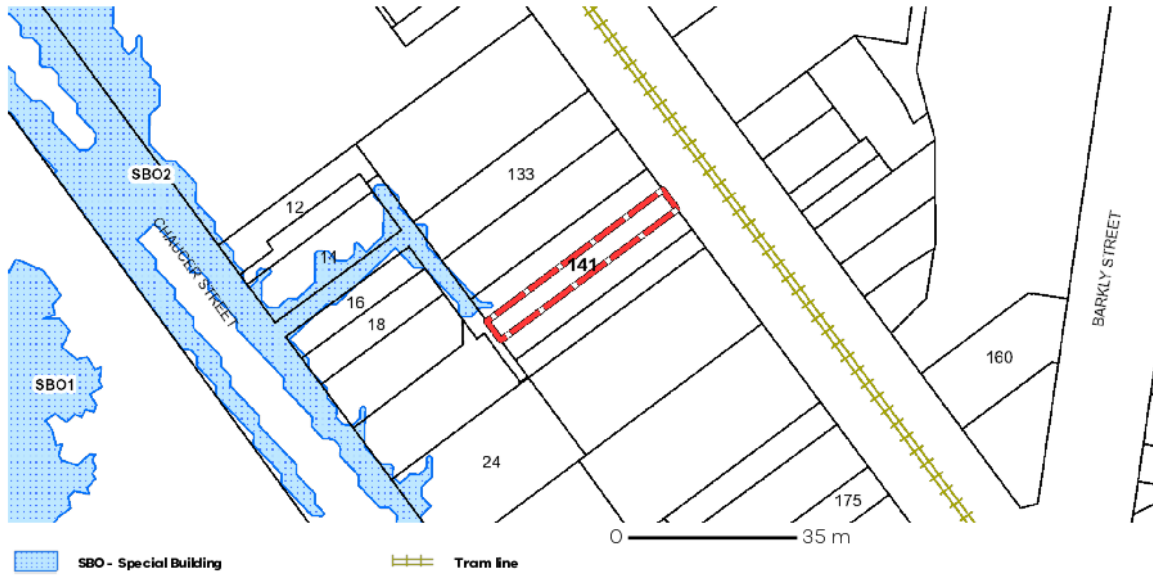 133
SBO2
12
CHAUCER STREET
14
141
BARKLY STREET
16
18
160
SBO1
24
175
0 35 m
SBO - Special Building
Tram line